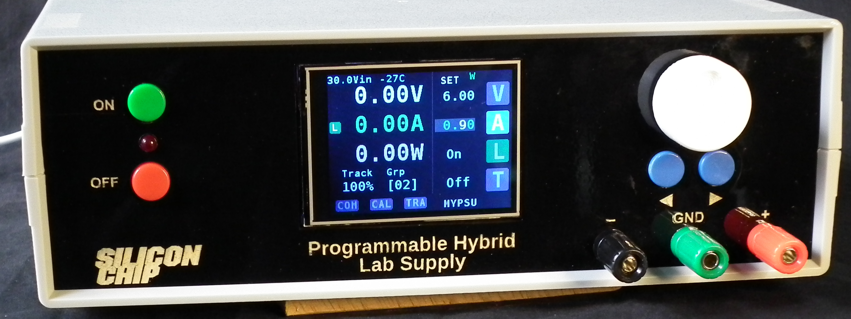 ON
OFF
SILICON
CHIP
30.0Vin -27C
0.00V
L 0.00A
0.00W
Track Grp
100% [02]
COM CAL TRA
SET W
6.00 V
0.90 A
On L
Off T
MYPSU
Programmable Hybrid
Lab Supply
◀ ▶
− GND +